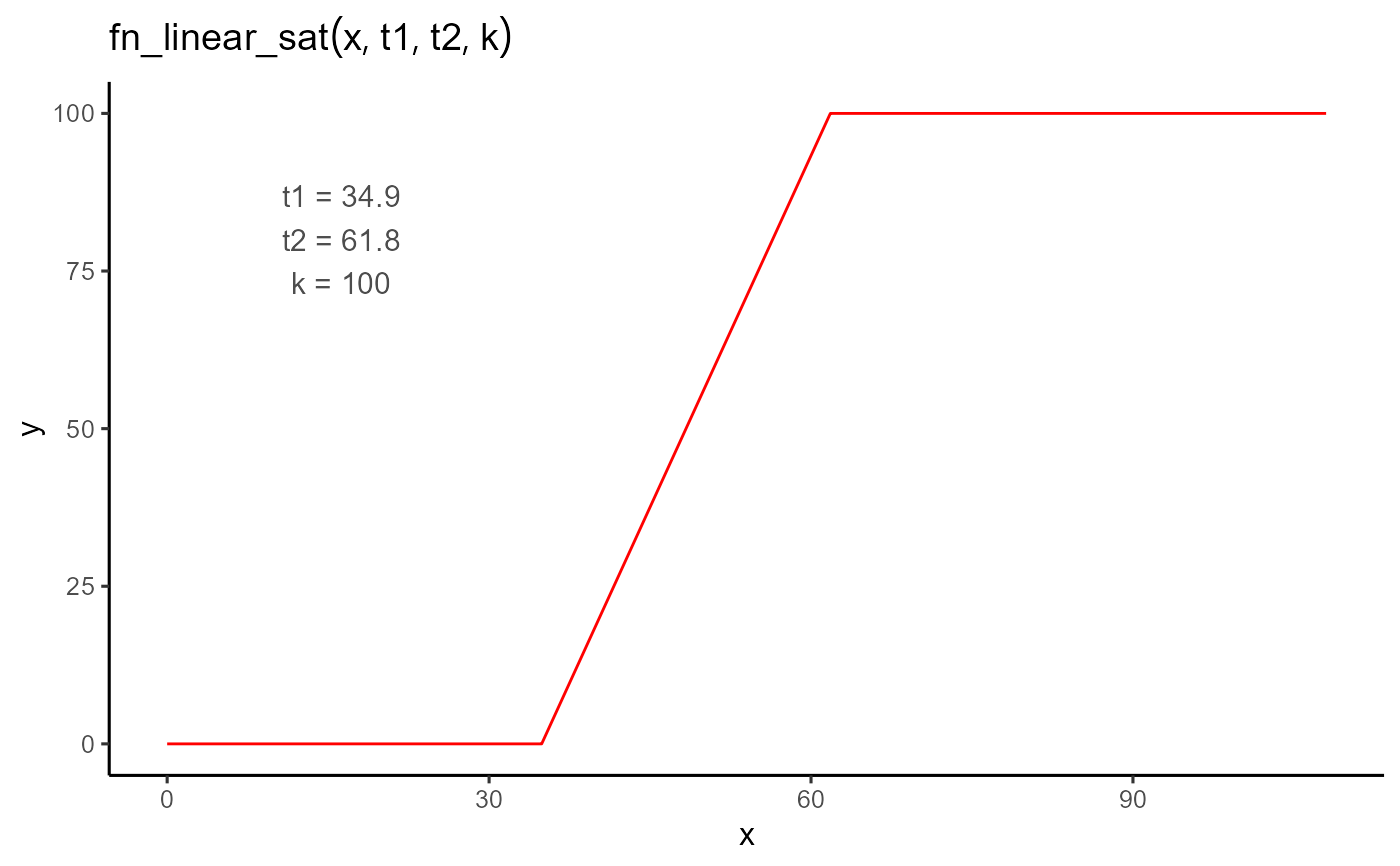 fn_linear_sat(x, t1, t2, k)
100
75
50
25
0
y
t1 = 34.9
t2 = 61.8
k = 100
0 30 60 90
x